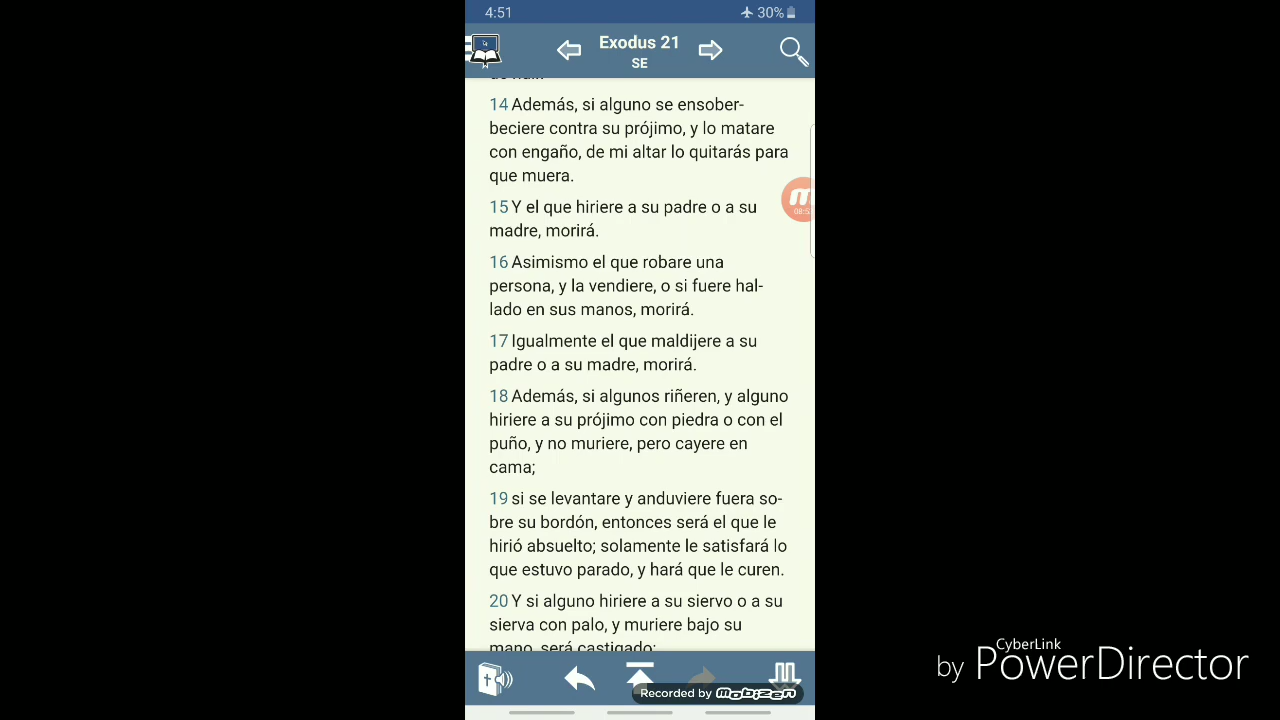 4:51
30%
Exodus 21
SE
14 Además, si alguno se ensober-
beciere contra su prójimo, y lo matare
con engaño, de mi altar lo quitarás para
que muera.
15 Y el que hiriere a su padre o a su
madre, morirá.
16 Asimismo el que robare una
persona, y la vendiere, o si fuere hal-
lado en sus manos, morirá.
17 Igualmente el que maldijere a su
padre o a su madre, morirá.
18 Además, si algunos riñeren, y alguno
hiriere a su prójimo con piedra o con el
puño, y no muriere, pero cayere en
cama;
19 si se levantare y anduviere fuera so-
bre su bordón, entonces será el que le
hirió absuelto; solamente le satisfará lo
que estuvo parado, y hará que le curen.
20 Y si alguno hiriere a su siervo o a su
sierva con palo, y muriere bajo su
mano, será castigado;
Recorded by Mobizen
CyberLink
by PowerDirector